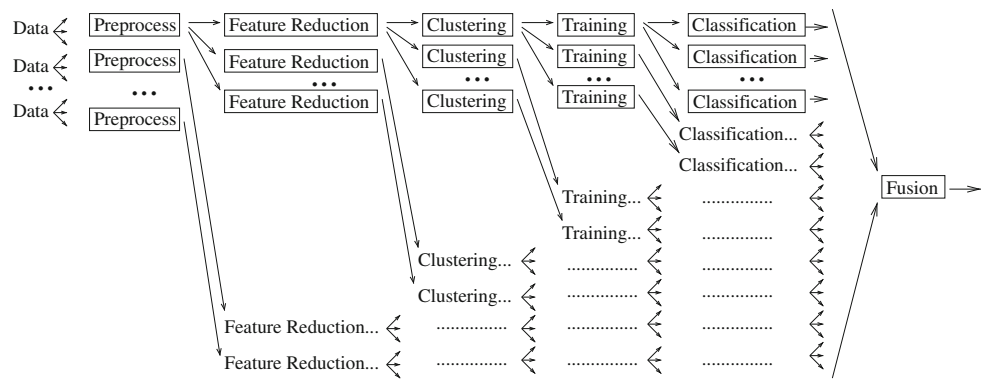 Data Preprocess Feature Reduction Clustering Training Classification
Data Preprocess Feature Reduction Clustering Training Classification
... ... ... ... ... ...
Data Preprocess Feature Reduction Clustering Training Classification
Classification...
Classification...
Fusion
Training... ...............
Training... ...............
Clustering... ............... ...............
Clustering... ............... ...............
Feature Reduction... ............... ............... ...............
Feature Reduction... ............... ............... ...............